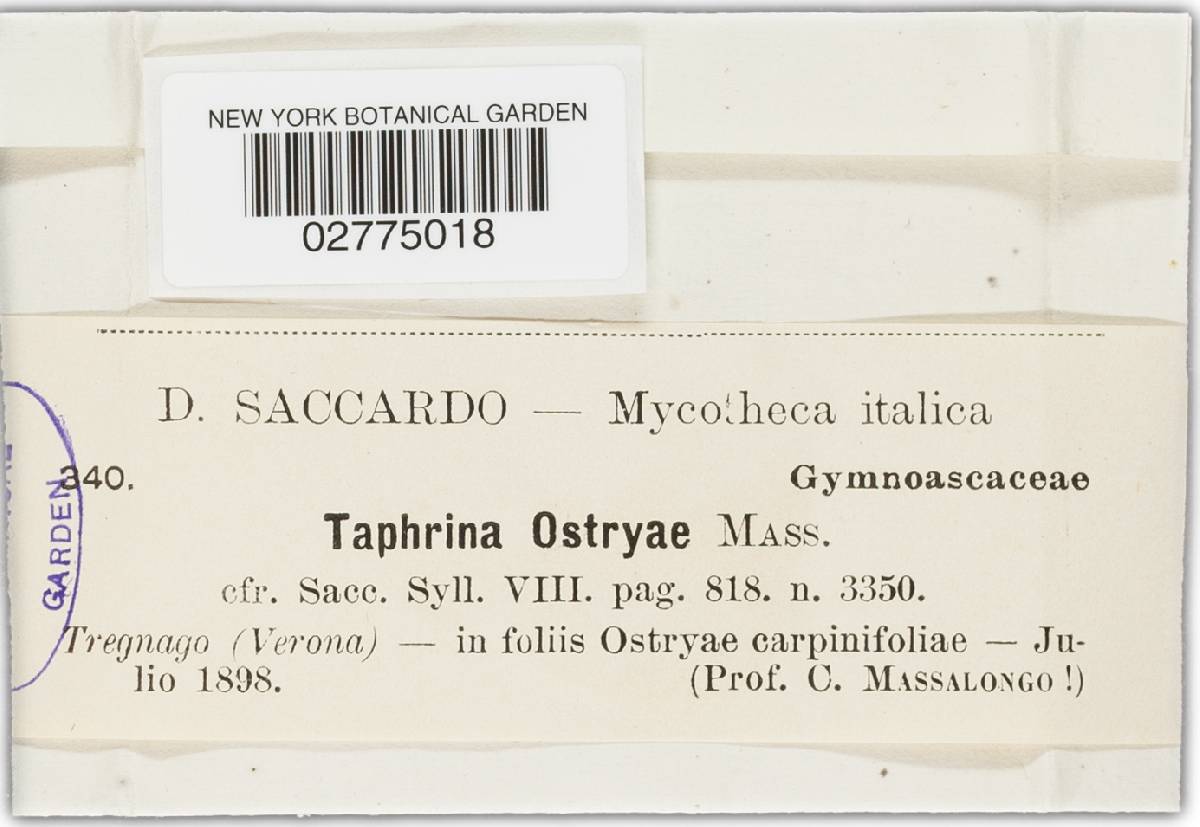 NEW YORK BOTANICAL GARDEN
02775018
D. SACCARDO — Mycotheca italica
340.
Gymnoascaceae
Taphrina Ostryae MASS.
cfr. Sacc. Syll. VIII. pag. 818. n. 3350.
Tregnago (Verona) — in foliis Ostryae carpinifoliae — Ju-
lio 1898. (Prof. C. MASSALONGO !)
GARDEN